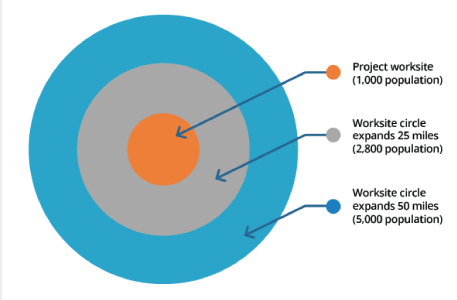 Project worksite
(1,000 population)
Worksite circle
expands 25 miles
(2,800 population)
Worksite circle
expands 50 miles
(5,000 population)